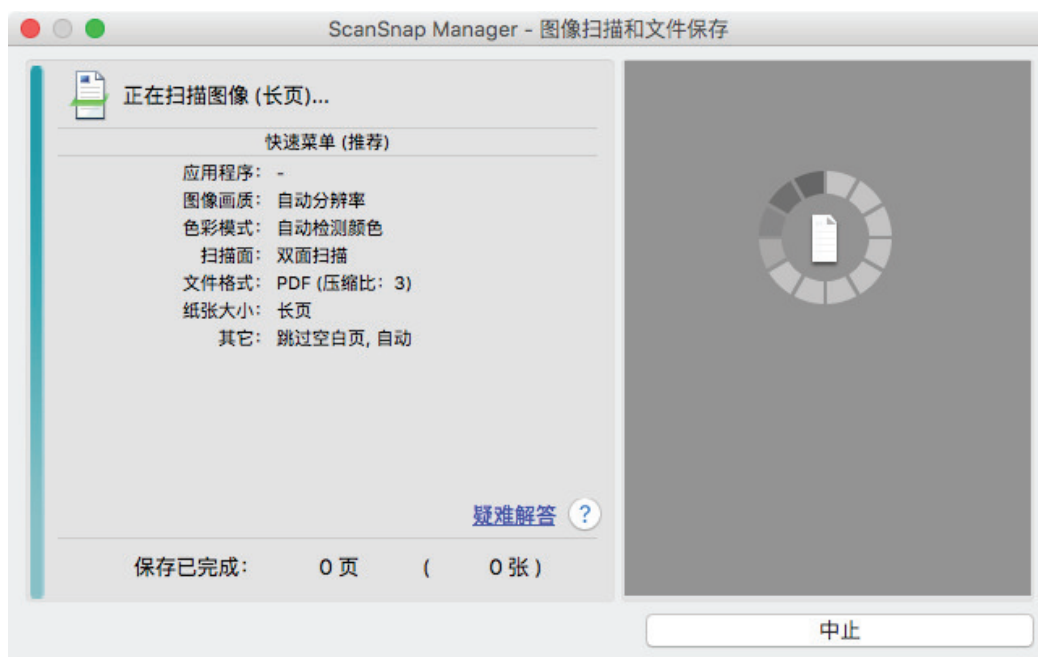 ScanSnap Manager - 图像扫描和文件保存
正在扫描图像 (长页)...
快速菜单 (推荐)
应用程序: -
图像画质: 自动分辨率
色彩模式: 自动检测颜色
扫描面: 双面扫描
文件格式: PDF (压缩比: 3)
纸张大小: 长页
其它: 跳过空白页, 自动
疑难解答 ?
保存已完成: 0 页 ( 0 张 )
中止